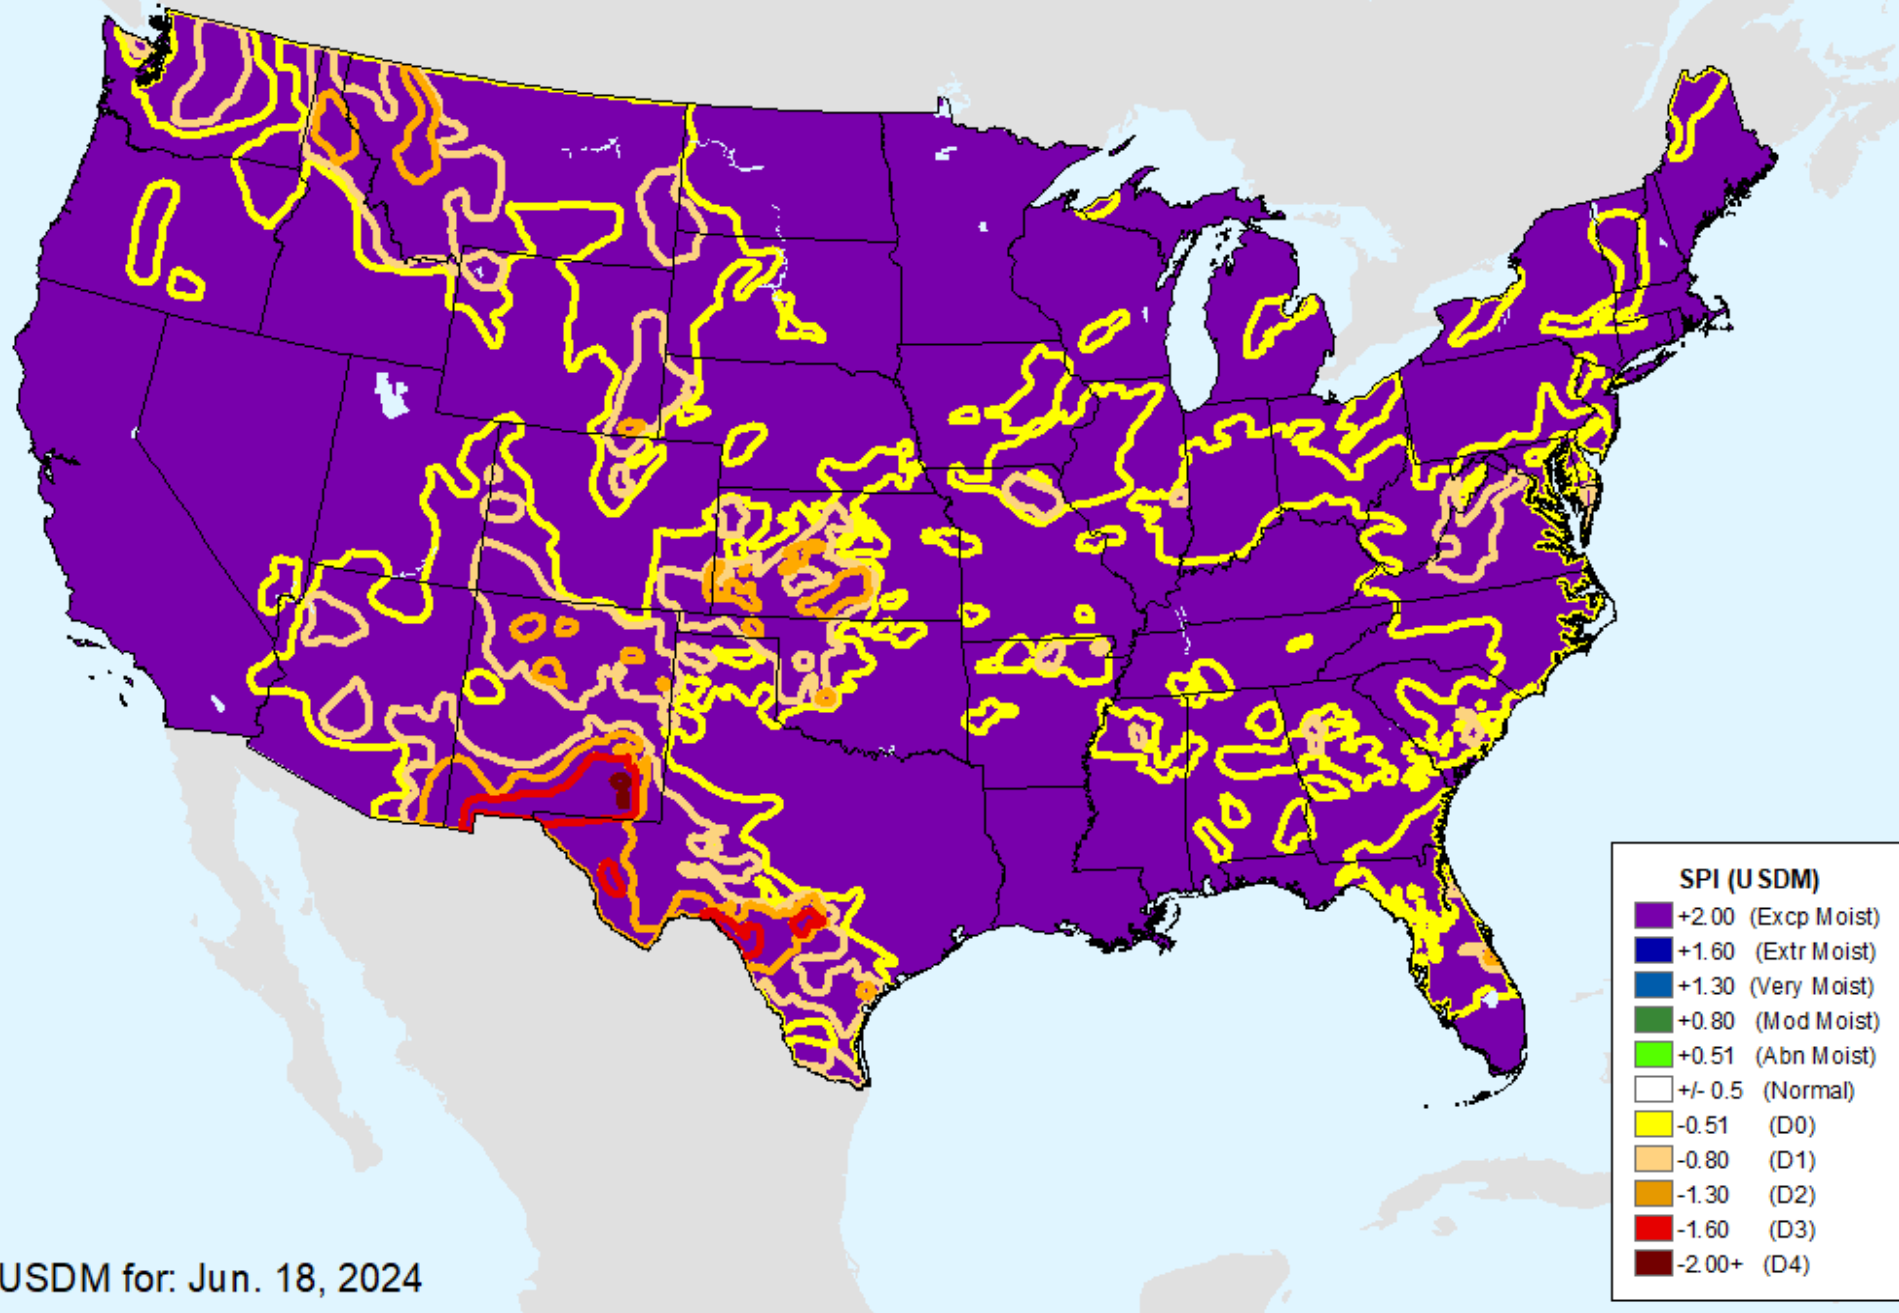 SPI (USDM)
+2.00 (Excp Moist)
+1.60 (Extr Moist)
+1.30 (Very Moist)
+0.80 (Mod Moist)
+0.51 (Abn Moist)
+/- 0.5 (Normal)
-0.51 (D0)
-0.80 (D1)
-1.30 (D2)
-1.60 (D3)
-2.00+ (D4)
USDM for: Jun. 18, 2024